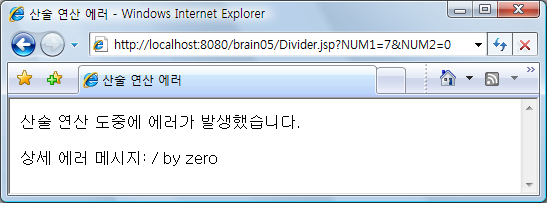 산술 연산 에러 - Windows Internet Explorer
http://localhost:8080/brain05/Divider.jsp?NUM1=7&NUM2=0
산술 연산 에러
산술 연산 도중에 에러가 발생했습니다.
상세 에러 메시지: / by zero